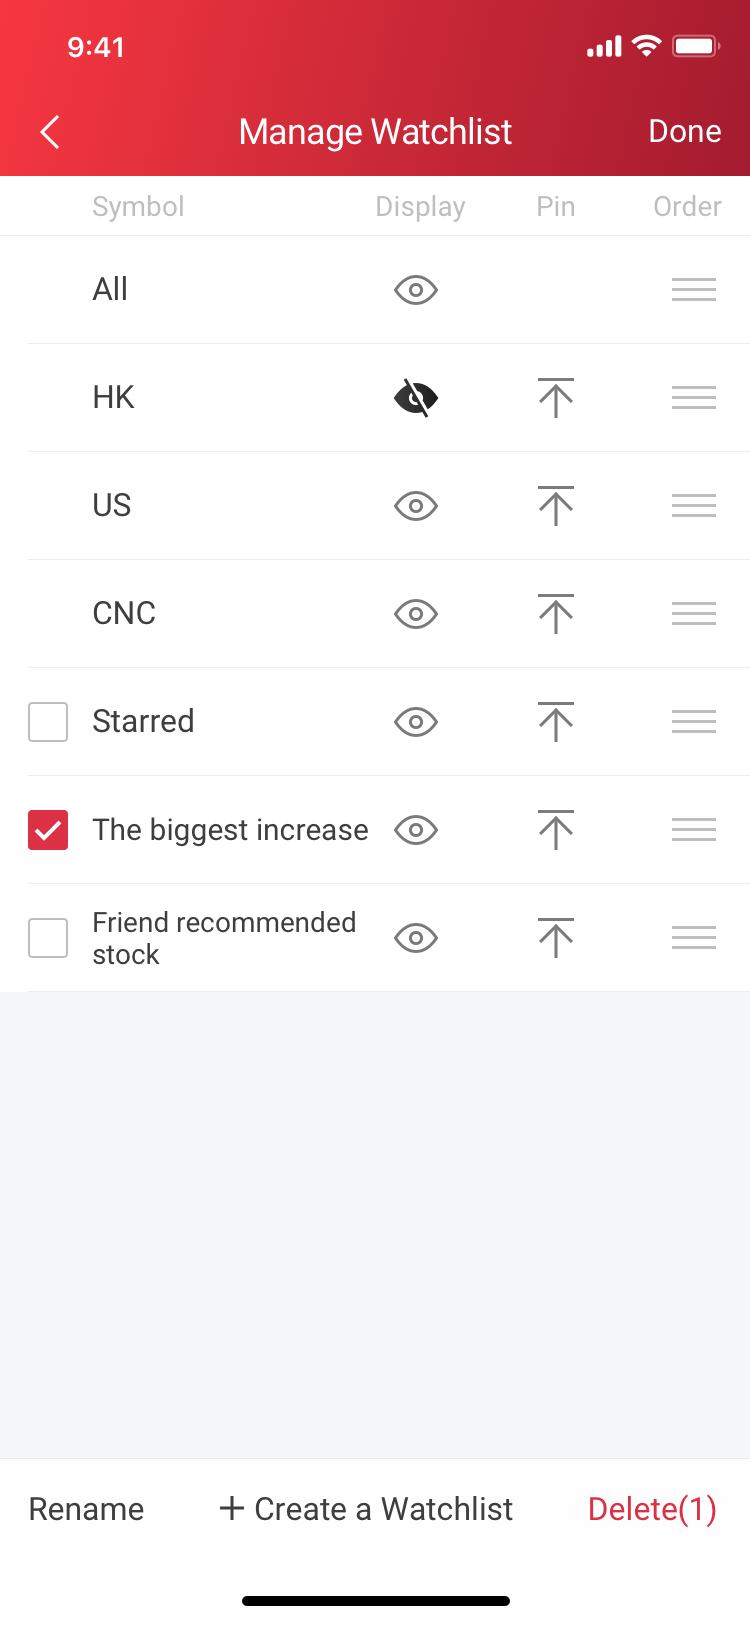 9:41
Manage Watchlist
Done
Symbol Display Pin Order
All
HK
US
CNC
Starred
The biggest increase
Friend recommended
stock
Rename
+ Create a Watchlist
Delete(1)